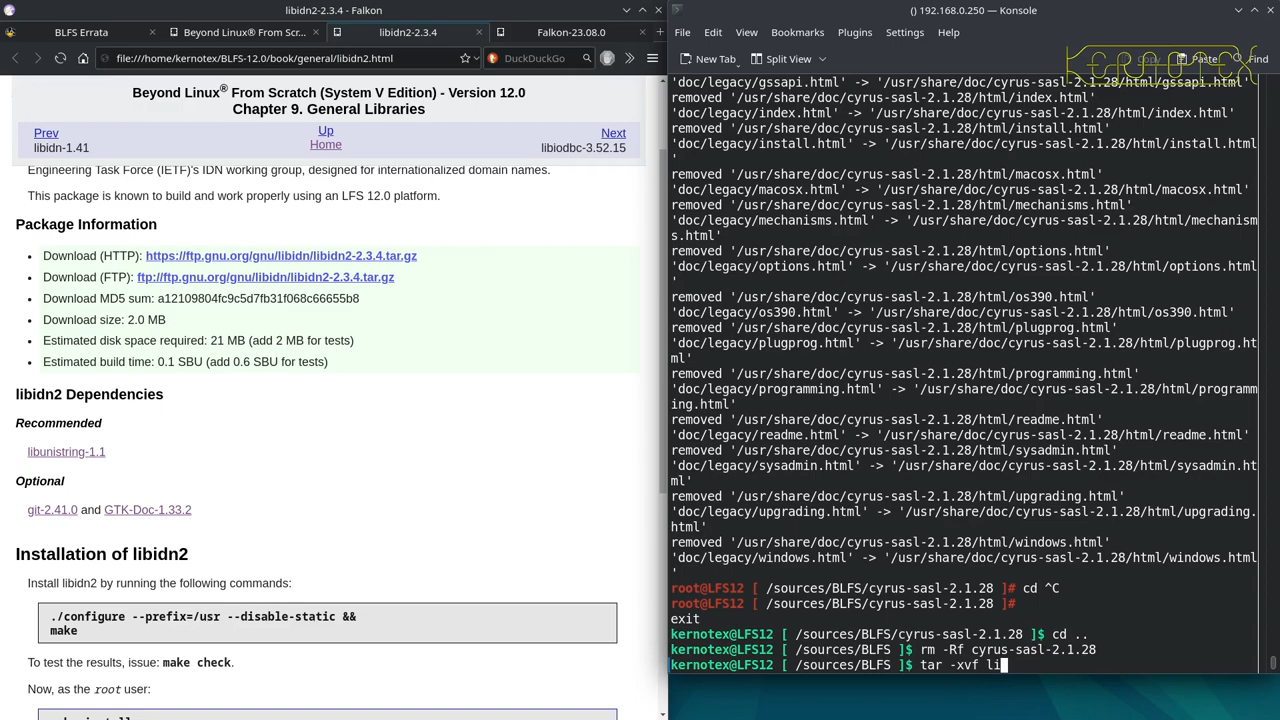 libidn2-2.3.4 - Falkon
BLFS Errata
Beyond Linux® From Scr...
libidn2-2.3.4
Falkon-23.08.0
file:///home/kernotex/BLFS-12.0/book/general/libidn2.html
DuckDuckGo
Beyond Linux® From Scratch (System V Edition) - Version 12.0
Chapter 9. General Libraries
Prev
Up
Next
libidn-1.41
Home
libiodbc-3.52.15
Engineering Task Force (IETF)'s IDN working group, designed for internationalized domain names.
This package is known to build and work properly using an LFS 12.0 platform.
Package Information
• Download (HTTP): https://ftp.gnu.org/gnu/libidn/libidn2-2.3.4.tar.gz
• Download (FTP): ftp://ftp.gnu.org/gnu/libidn/libidn2-2.3.4.tar.gz
• Download MD5 sum: a12109804fc9c5d7fb31f068c66655b8
• Download size: 2.0 MB
• Estimated disk space required: 21 MB (add 2 MB for tests)
• Estimated build time: 0.1 SBU (add 0.6 SBU for tests)
libidn2 Dependencies
Recommended
libunistring-1.1
Optional
git-2.41.0 and GTK-Doc-1.33.2
Installation of libidn2
Install libidn2 by running the following commands:
./configure --prefix=/usr --disable-static &&
make
To test the results, issue: make check.
Now, as the root user:
() 192.168.0.250 — Konsole
File Edit View Bookmarks Plugins Settings Help
New Tab Split View Copy Paste Find
KERNOTEX
'doc/legacy/gssapi.html' -> '/usr/share/doc/cyrus-sasl-2.1.28/html/gssapi.html'
removed '/usr/share/doc/cyrus-sasl-2.1.28/html/index.html'
'doc/legacy/index.html' -> '/usr/share/doc/cyrus-sasl-2.1.28/html/index.html'
removed '/usr/share/doc/cyrus-sasl-2.1.28/html/install.html'
'doc/legacy/install.html' -> '/usr/share/doc/cyrus-sasl-2.1.28/html/install.html
'
removed '/usr/share/doc/cyrus-sasl-2.1.28/html/macosx.html'
'doc/legacy/macosx.html' -> '/usr/share/doc/cyrus-sasl-2.1.28/html/macosx.html'
removed '/usr/share/doc/cyrus-sasl-2.1.28/html/mechanisms.html'
'doc/legacy/mechanisms.html' -> '/usr/share/doc/cyrus-sasl-2.1.28/html/mechanism
s.html'
removed '/usr/share/doc/cyrus-sasl-2.1.28/html/options.html'
'doc/legacy/options.html' -> '/usr/share/doc/cyrus-sasl-2.1.28/html/options.html
'
removed '/usr/share/doc/cyrus-sasl-2.1.28/html/os390.html'
'doc/legacy/os390.html' -> '/usr/share/doc/cyrus-sasl-2.1.28/html/os390.html'
removed '/usr/share/doc/cyrus-sasl-2.1.28/html/plugprog.html'
'doc/legacy/plugprog.html' -> '/usr/share/doc/cyrus-sasl-2.1.28/html/plugprog.ht
ml'
removed '/usr/share/doc/cyrus-sasl-2.1.28/html/programming.html'
'doc/legacy/programming.html' -> '/usr/share/doc/cyrus-sasl-2.1.28/html/programm
ing.html'
removed '/usr/share/doc/cyrus-sasl-2.1.28/html/readme.html'
'doc/legacy/readme.html' -> '/usr/share/doc/cyrus-sasl-2.1.28/html/readme.html'
removed '/usr/share/doc/cyrus-sasl-2.1.28/html/sysadmin.html'
'doc/legacy/sysadmin.html' -> '/usr/share/doc/cyrus-sasl-2.1.28/html/sysadmin.ht
ml'
removed '/usr/share/doc/cyrus-sasl-2.1.28/html/upgrading.html'
'doc/legacy/upgrading.html' -> '/usr/share/doc/cyrus-sasl-2.1.28/html/upgrading.
html'
removed '/usr/share/doc/cyrus-sasl-2.1.28/html/windows.html'
'doc/legacy/windows.html' -> '/usr/share/doc/cyrus-sasl-2.1.28/html/windows.html
'
root@LFS12 [ /sources/BLFS/cyrus-sasl-2.1.28 ]# cd ^C
root@LFS12 [ /sources/BLFS/cyrus-sasl-2.1.28 ]#
exit
kernotex@LFS12 [ /sources/BLFS/cyrus-sasl-2.1.28 ]$ cd ..
kernotex@LFS12 [ /sources/BLFS ]$ rm -Rf cyrus-sasl-2.1.28
kernotex@LFS12 [ /sources/BLFS ]$ tar -xvf li